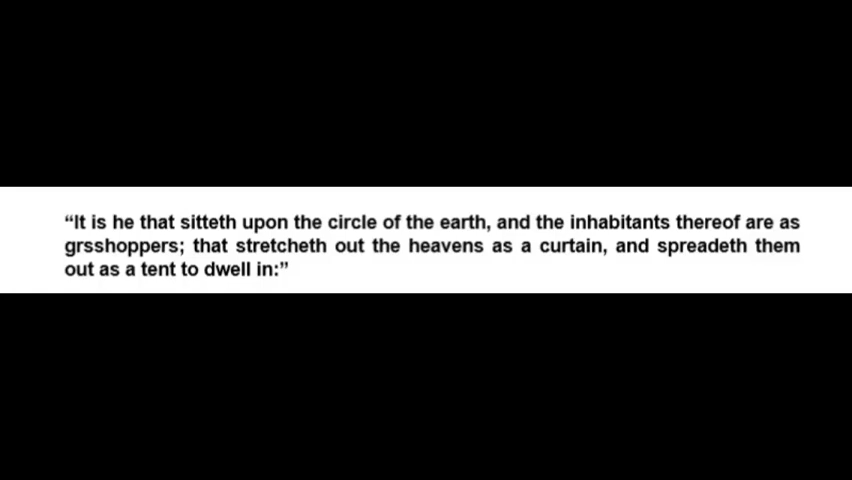 “It is he that sitteth upon the circle of the earth, and the inhabitants thereof are as
grsshoppers; that stretcheth out the heavens as a curtain, and spreadeth them
out as a tent to dwell in:”